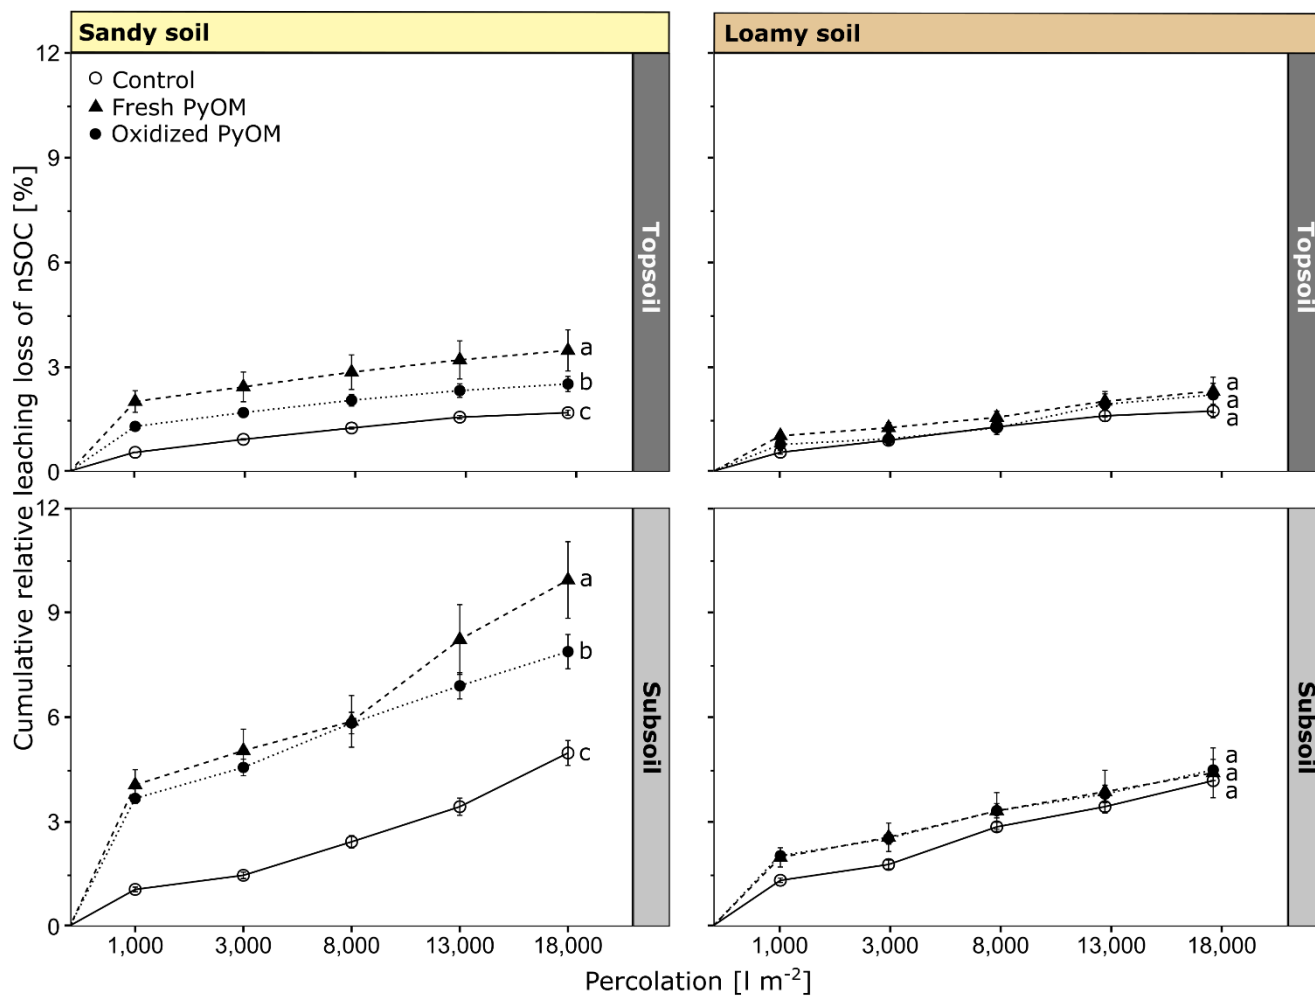 Sandy soil
Loamy soil
Control
Fresh PyOM
Oxidized PyOM
Cumulative relative leaching loss of nSOC [%]
12
9
6
3
0
a
b
c
Topsoil
a
a
a
Topsoil
12
9
6
3
0
a
b
c
Subsoil
a
a
a
Subsoil
1,000 3,000 8,000 13,000 18,000
1,000 3,000 8,000 13,000 18,000
Percolation [l m⁻²]